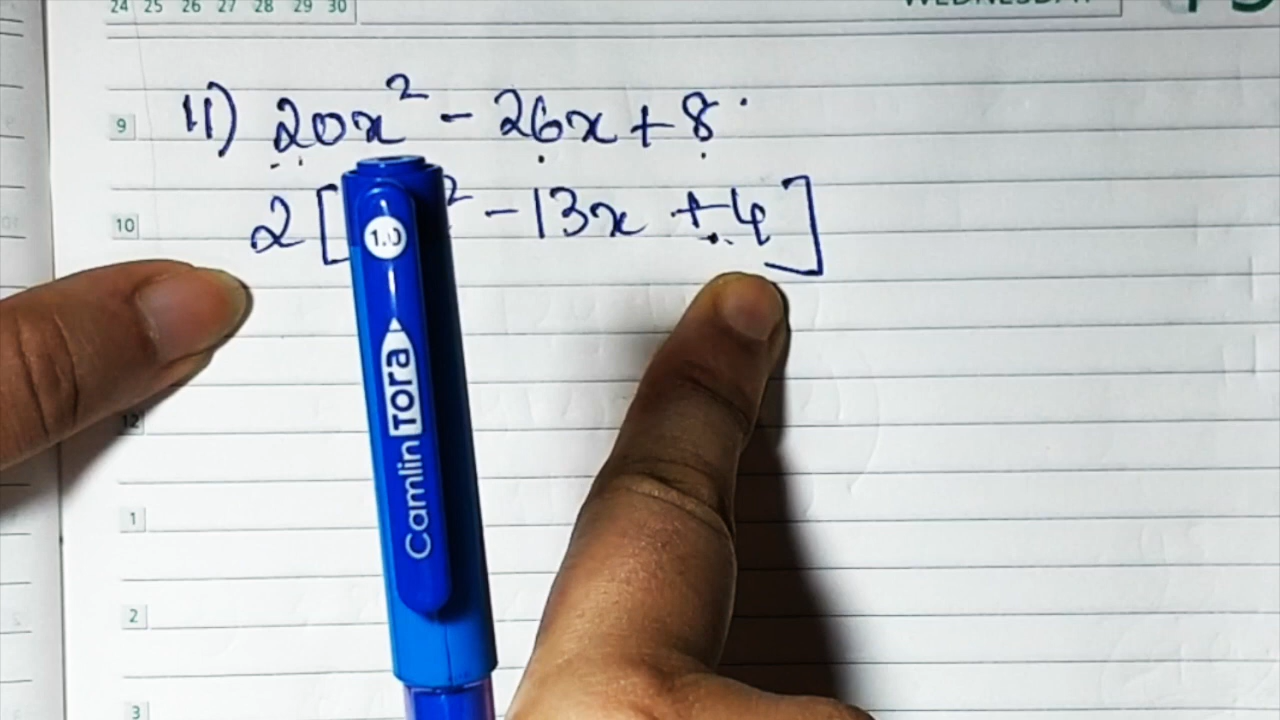 24 25 26 27 28 29 30
11) 20x² - 26x + 8
9
2[ ² - 13x + 4]
10
1.0
Camlin TORA
12
1
2
3